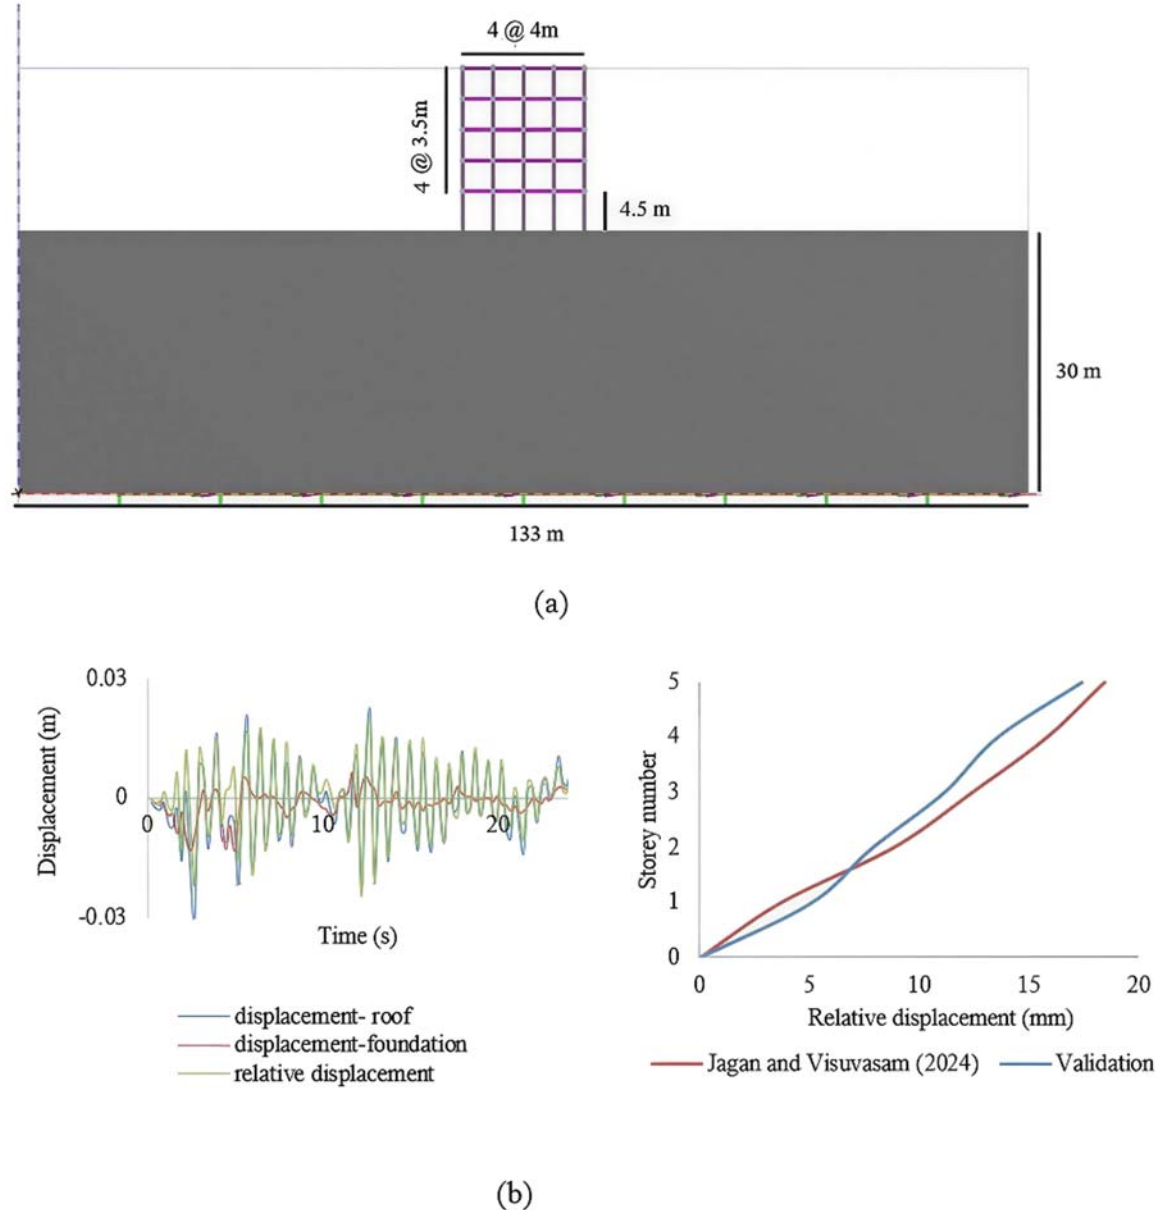 4 @ 4m
4 @ 3.5m
4.5 m
30 m
133 m
(a)
0.03
0
-0.03
Displacement (m)
0
10
20
Time (s)
displacement- roof
displacement-foundation
relative displacement
5
4
3
2
1
0
Storey number
0
5
10
15
20
Relative displacement (mm)
Jagan and Visuvasam (2024)
Validation
(b)